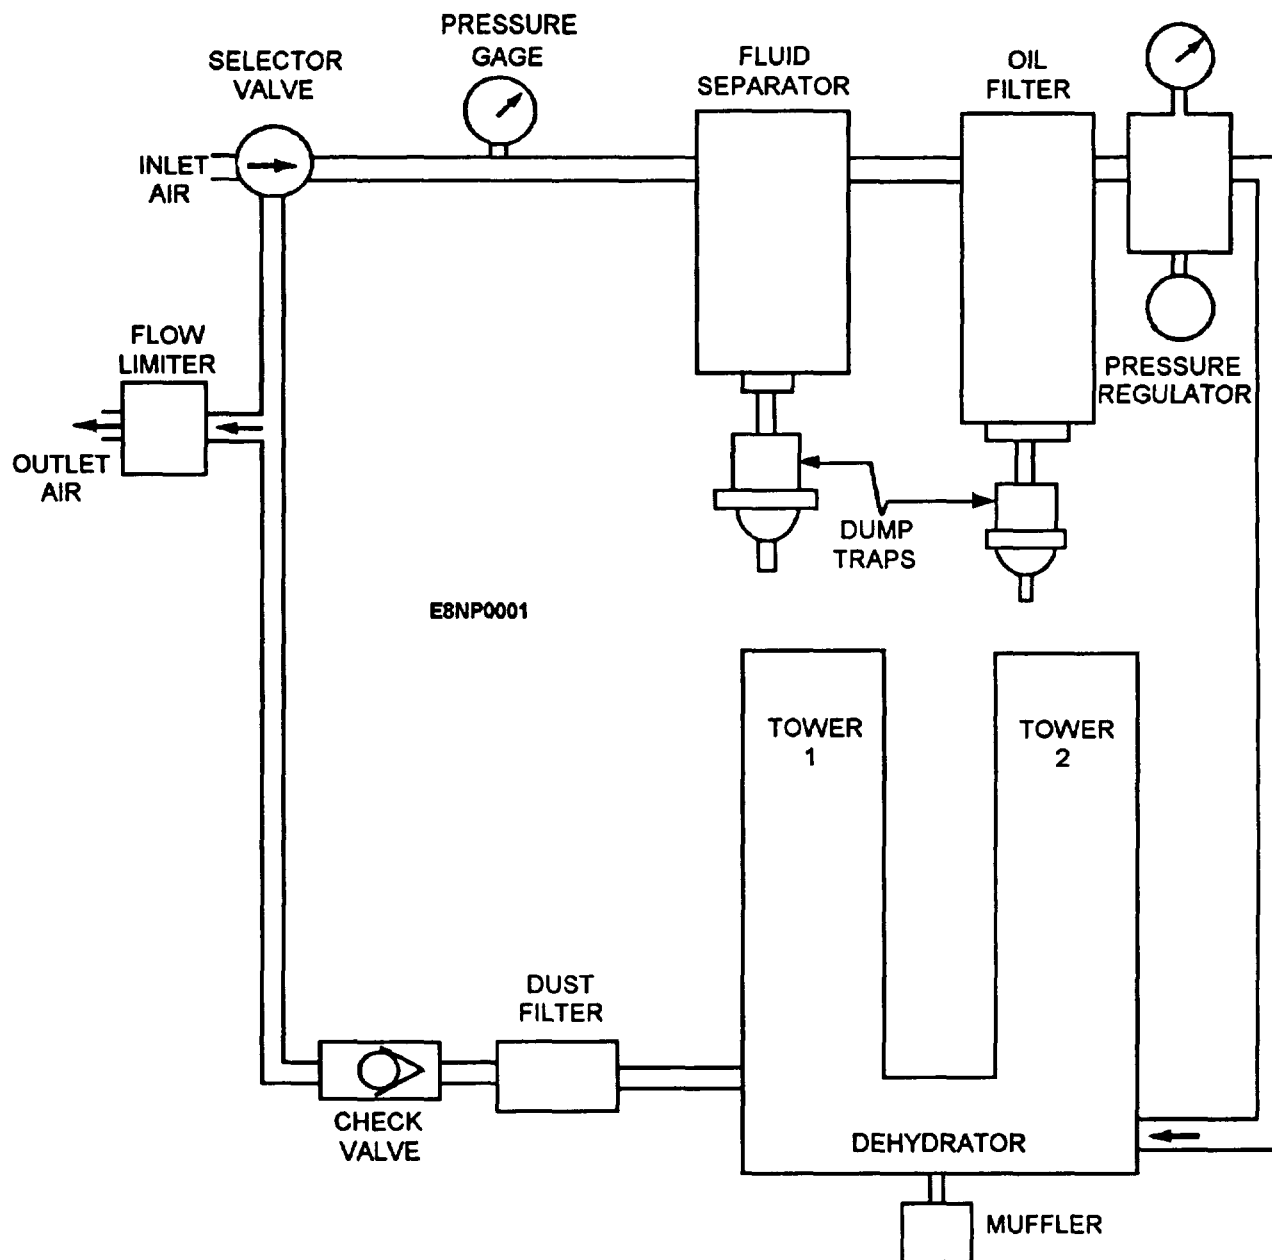 PRESSURE
GAGE
SELECTOR
VALVE
FLUID
SEPARATOR
OIL
FILTER
INLET
AIR
FLOW
LIMITER
PRESSURE
REGULATOR
OUTLET
AIR
DUMP
TRAPS
E8NP0001
TOWER
1
TOWER
2
DUST
FILTER
CHECK
VALVE
DEHYDRATOR
MUFFLER